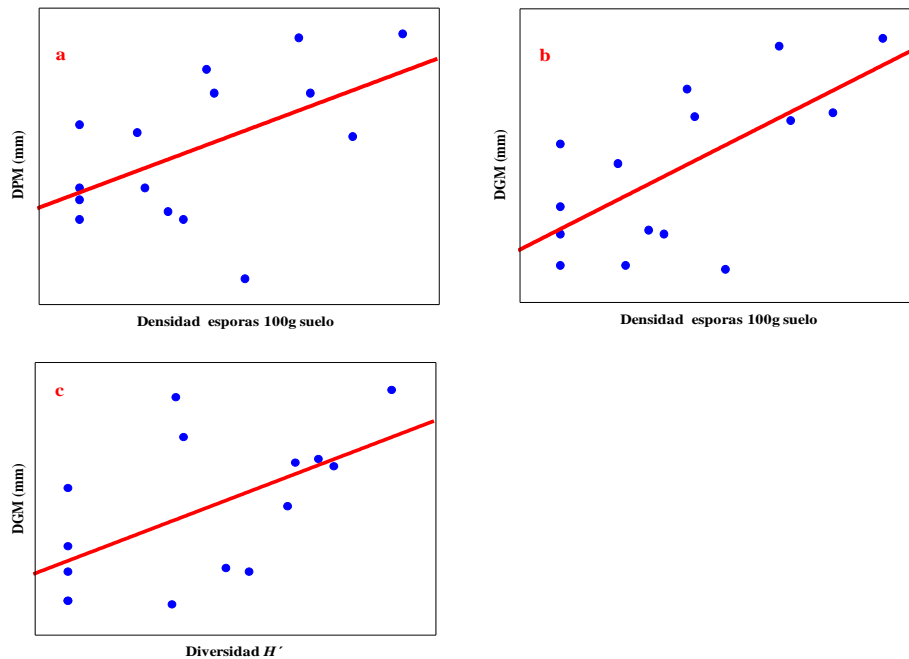 a
DPM (mm)
Densidad esporas 100g suelo
b
DGM (mm)
Densidad esporas 100g suelo
c
DGM (mm)
Diversidad H´